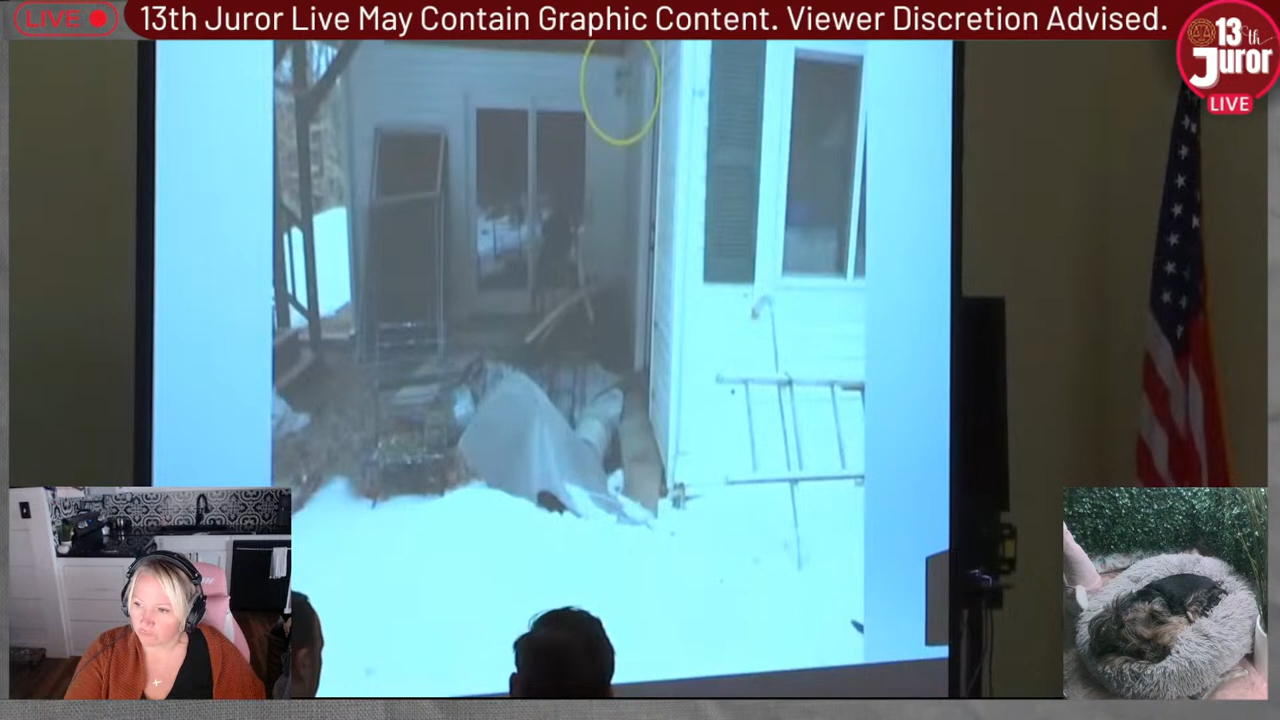 LIVE
13th Juror Live May Contain Graphic Content. Viewer Discretion Advised.
13th
Juror
LIVE